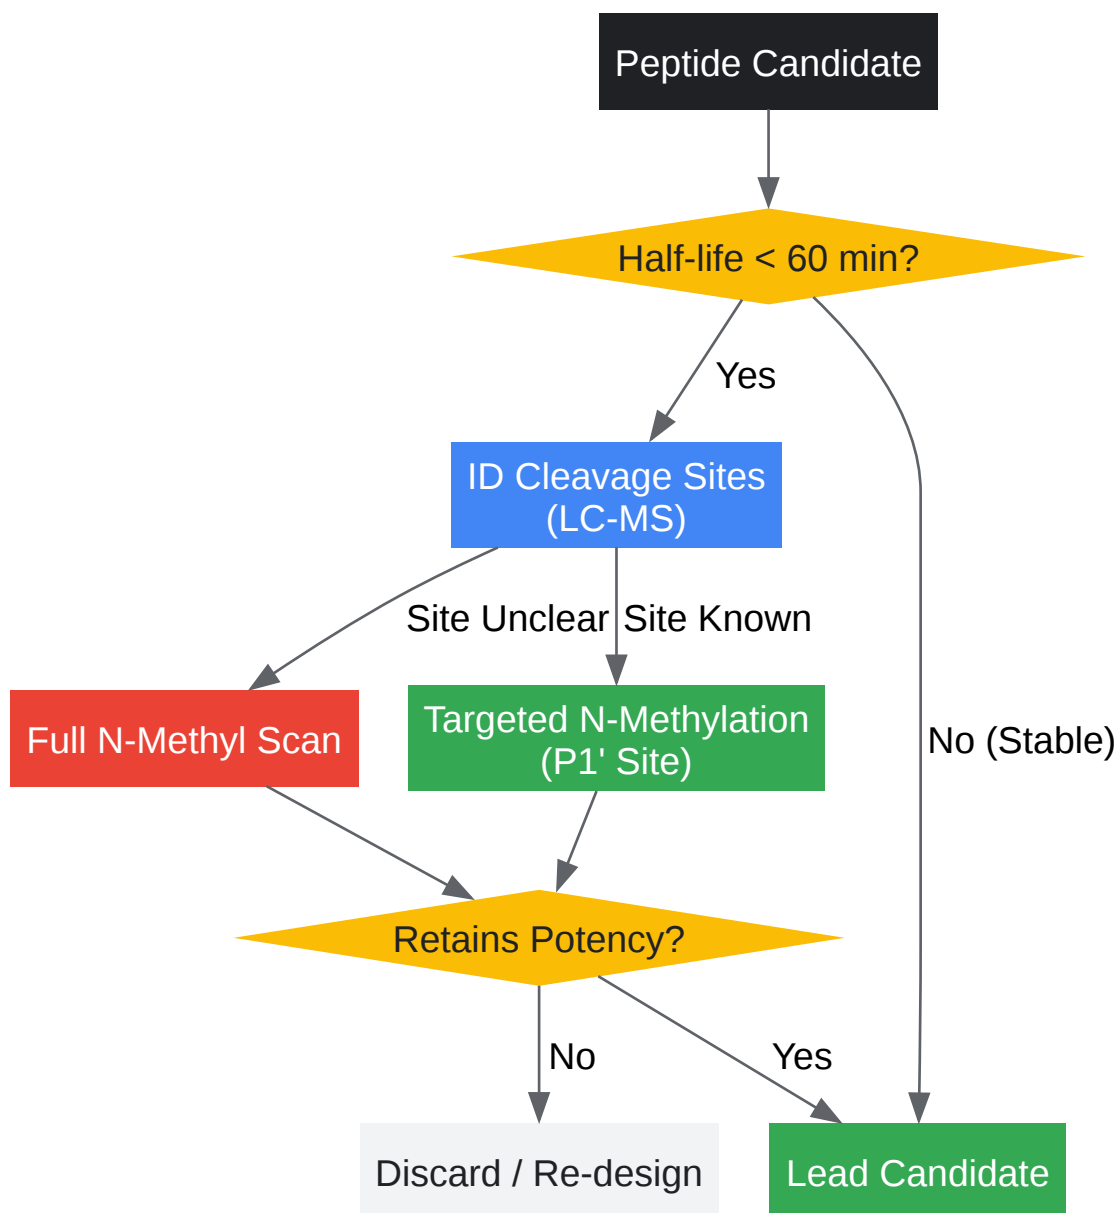 Peptide Candidate
Half-life < 60 min?
Yes
ID Cleavage Sites
(LC-MS)
Site Unclear
Site Known
Full N-Methyl Scan
Targeted N-Methylation
(P1' Site)
No (Stable)
Retains Potency?
No
Yes
Discard / Re-design
Lead Candidate